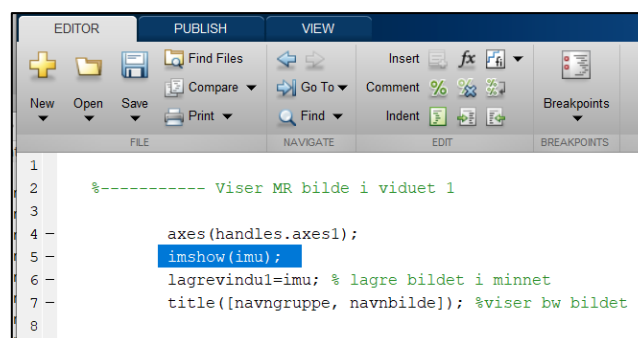 EDITOR PUBLISH VIEW
New Open Save
Find Files
Compare
Print
FILE
Go To
Find
NAVIGATE
Insert fx fi
Comment % %
Indent
EDIT
Breakpoints
BREAKPOINTS
1
2 %----------- Viser MR bilde i viduet 1
3
4 – axes(handles.axes1);
5 – imshow(imu);
6 – lagrevindu1=imu; % lagre bildet i minnet
7 – title([navngruppe, navnbilde]); %viser bw bildet
8